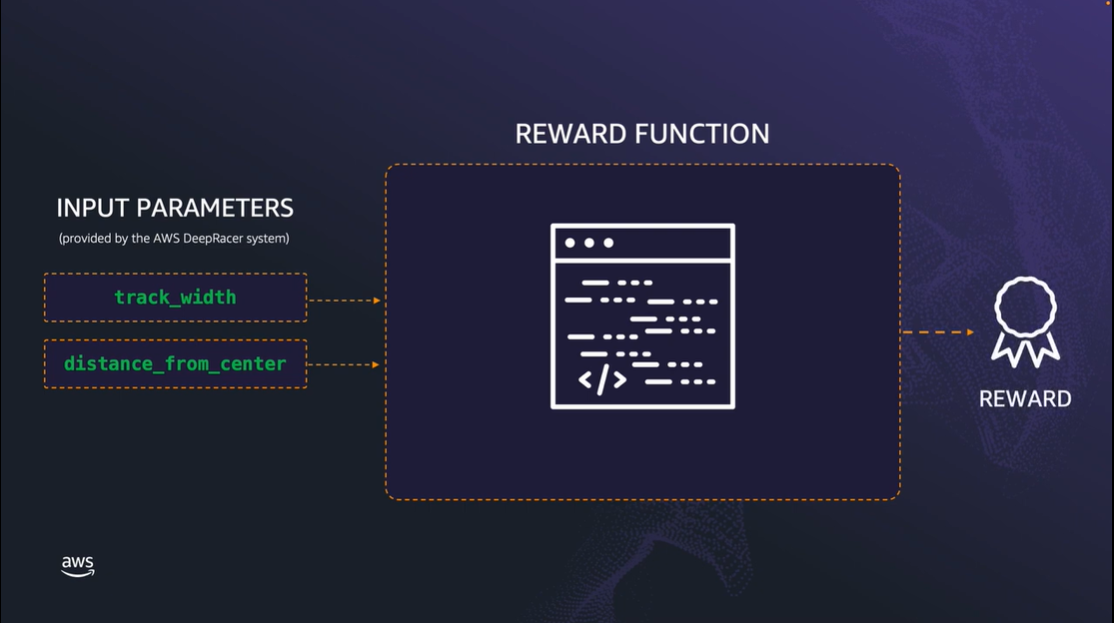 REWARD FUNCTION
INPUT PARAMETERS
(provided by the AWS DeepRacer system)
track_width
distance_from_center
</>
REWARD
aws